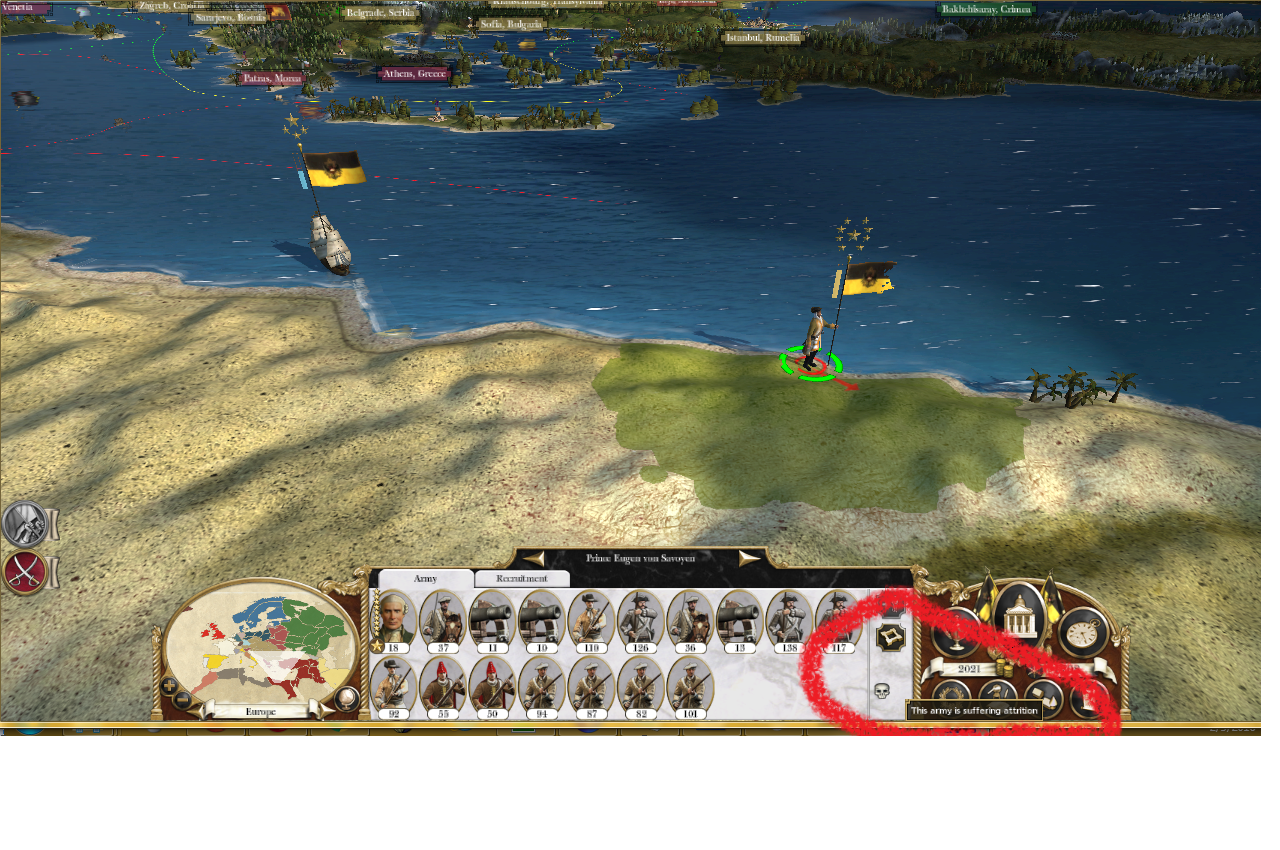 Venetia
Zagreb, Croatia
Sarajevo, Bosnia
Belgrade, Serbia
Sofia, Bulgaria
Istanbul, Rumelia
Bakhchisaray, Crimea
Patras, Morea
Athens, Greece
Prince Eugen von Savoyen
Army
Recruitment
18
37
11
10
110
126
36
13
138
117
92
55
50
94
87
82
101
2021
This army is suffering attrition
Europe